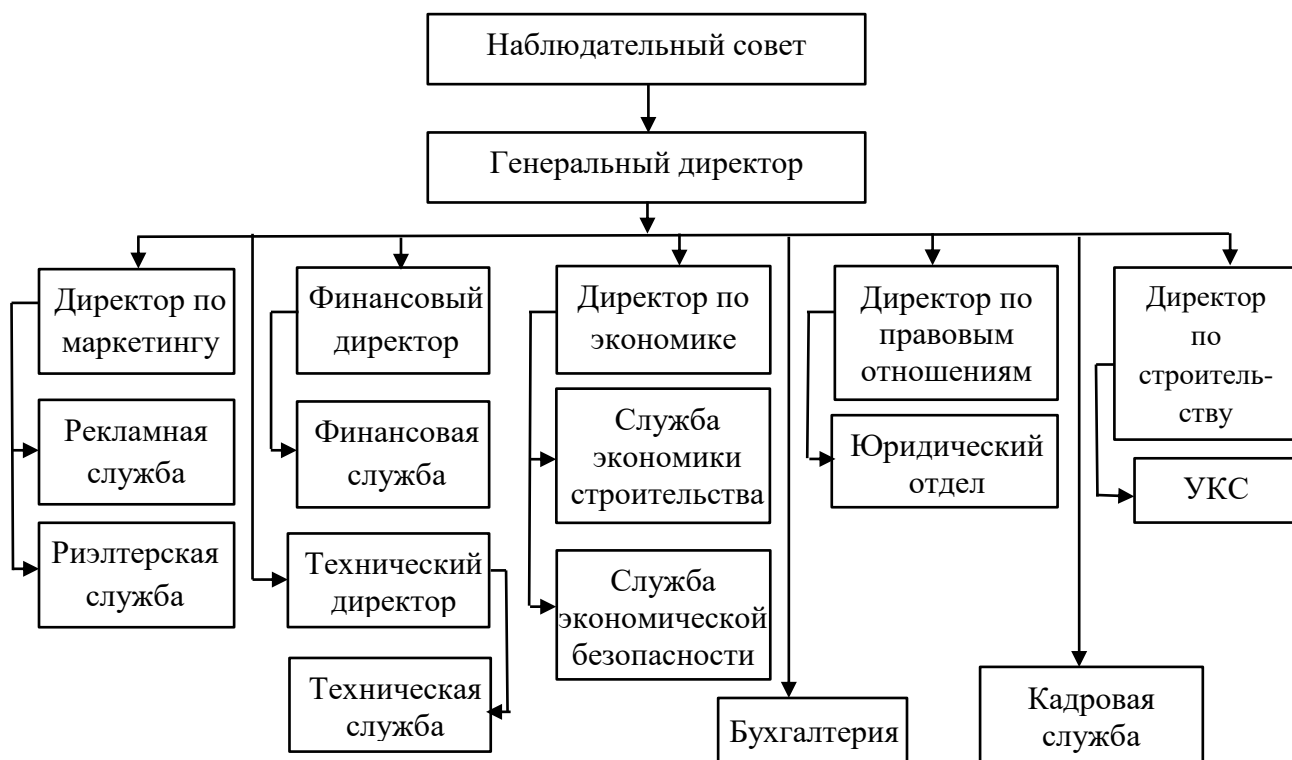 Наблюдательный совет
Генеральный директор
Директор по
маркетингу
Финансовый
директор
Директор по
экономике
Директор по
правовым
отношениям
Директор
по
строитель-
ству
Рекламная
служба
Финансовая
служба
Служба
экономики
строительства
Юридический
отдел
УКС
Риэлтерская
служба
Технический
директор
Служба
экономической
безопасности
Техническая
служба
Бухгалтерия
Кадровая
служба